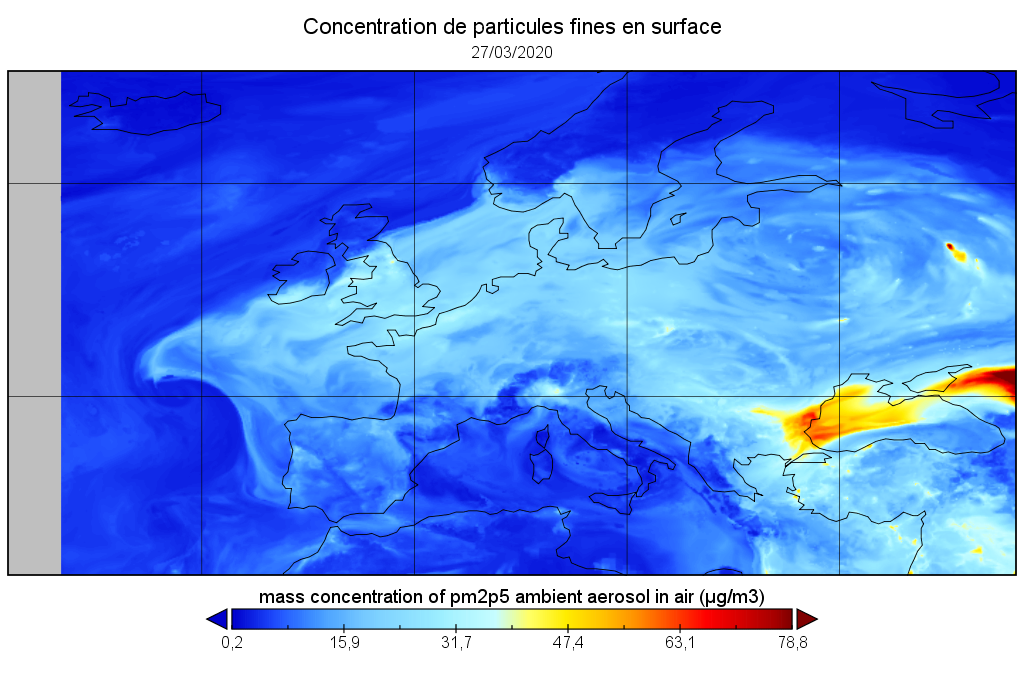 Concentration de particules fines en surface
27/03/2020
mass concentration of pm2p5 ambient aerosol in air (µg/m3)
0,2 15,9 31,7 47,4 63,1 78,8